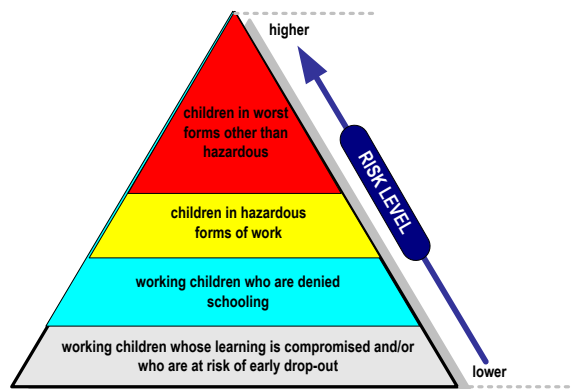 higher
children in worst
forms other than
hazardous
RISK LEVEL
children in hazardous
forms of work
working children who are denied
schooling
working children whose learning is compromised and/or
who are at risk of early drop-out
lower